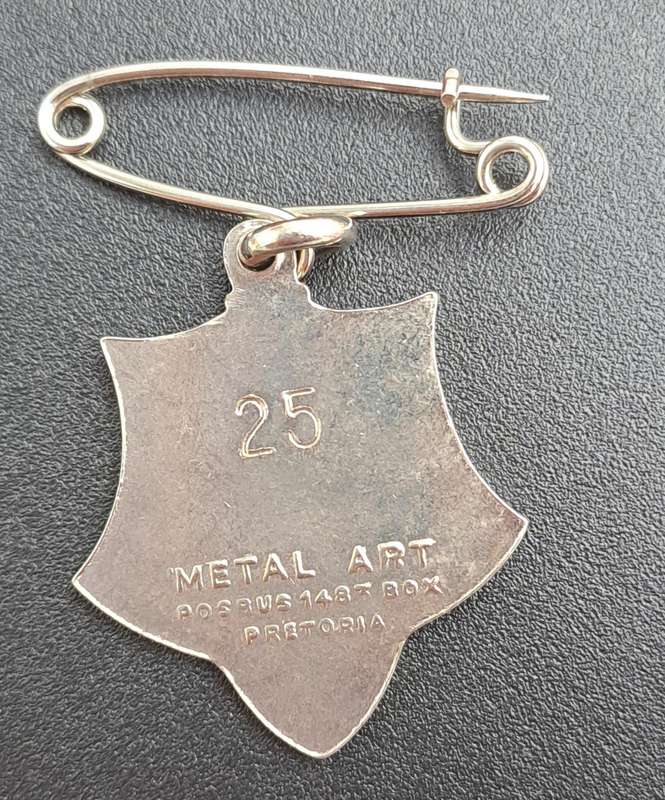 25
METAL ART
POSBUS 1487 BOX
PRETORIA